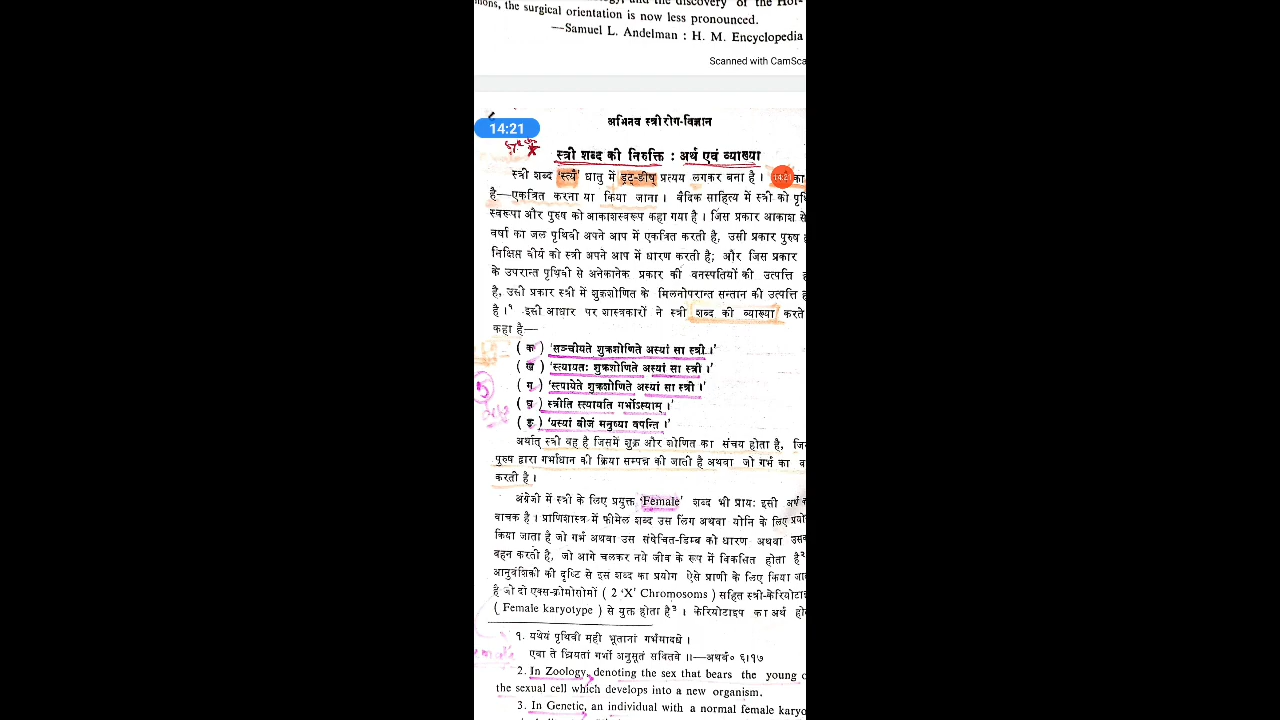 the surgical orientation is now less pronounced.
—Samuel L. Andelman : H. M. Encyclopedia
Scanned with CamSca
अभिनव स्त्रीरोग-विज्ञान
14:21
स्त्री शब्द की निरुक्ति : अर्थ एवं व्याख्या
स्त्री शब्द 'स्त्यै' धातु में ड्रट्-ङीष् प्रत्यय लगकर बना है ।
14:21
है—एकत्रित करना या किया जाना । वैदिक साहित्य में स्त्री को
स्वरूपा और पुरुष को आकाशस्वरूप कहा गया है । जिस प्रकार आकाश से
वर्षा का जल पृथिवी अपने आप में एकत्रित करती है, उसी प्रकार पुरुष
निक्षिप्त वीर्य को स्त्री अपने आप में धारण करती है; और जिस प्रकार
के उपरान्त पृथिवी से अनेकानेक प्रकार की वनस्पतियों की उत्पत्ति
है, उसी प्रकार स्त्री में शुक्रशोणित के मिलनोपरान्त सन्तान की उत्पत्ति
है ।१ इसी आधार पर शास्त्रकारों ने स्त्री शब्द की व्याख्या करते
कहा है—
( क ) 'सञ्चीयते शुक्रशोणिते अस्यां सा स्त्री ।'
( ख ) 'स्त्यायतः शुक्रशोणिते अस्यां सा स्त्री ।'
( ग ) 'स्त्यायेते शुक्रशोणिते अस्यां सा स्त्री ।'
( घ ) स्त्रीति स्त्यायति गर्भोऽस्याम् ।'
( ङ ) 'यस्यां बीजं मनुष्या वपन्ति ।'
अर्थात् स्त्री वह है जिसमें शुक्र और शोणित का संचय होता है,
पुरुष द्वारा गर्भाधान की क्रिया सम्पन्न की जाती है अथवा जो गर्भ का
करती है ।
अंग्रेजी में स्त्री के लिए प्रयुक्त 'Female' शब्द भी प्रायः इसी
वाचक है । प्राणिशास्त्र में फीमेल शब्द उस लिंग अथवा योनि के लिए
किया जाता है जो गर्भ अथवा उस संषेचित-डिम्ब को धारण अथवा
वहन करती है, जो आगे चलकर नये जीव के रूप में विकसित होता है२
आनुवंशिकी की दृष्टि से इस शब्द का प्रयोग ऐसे प्राणी के लिए किया
है जो दो एक्स-क्रोमोसोमों ( 2 'X' Chromosoms ) सहित
( Female karyotype ) से युक्त होता है३ । केरियोटाइप का अर्थ
१. यथेयं पृथिवी मही भूतानां गर्भमादधे ।
एवा ते ध्रियतां गर्भो अनुसूतं सवितवे ॥—अथर्व० ६।१७
2. In Zoology, denoting the sex that bears the young
the sexual cell which develops into a new organism.
3. In Genetic, an individual with a normal female